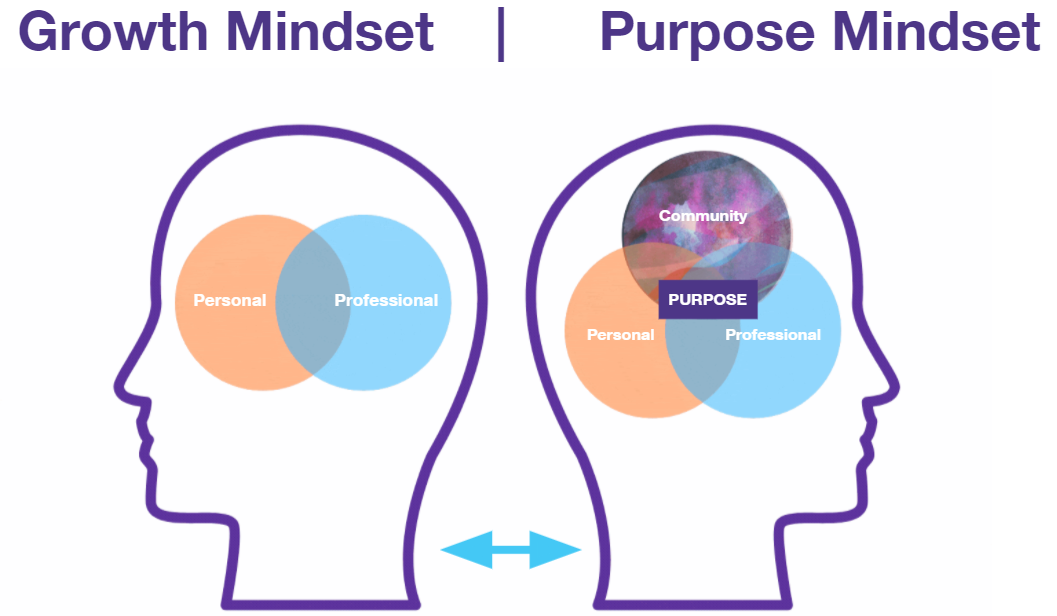 Growth Mindset | Purpose Mindset
Personal
Professional
Community
PURPOSE
Personal
Professional